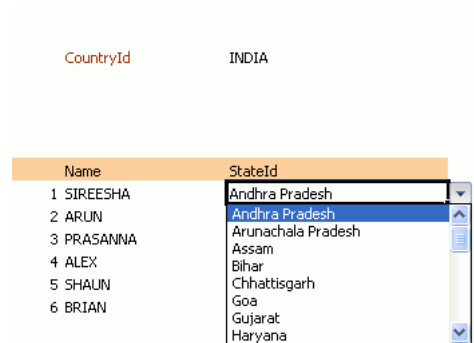 CountryId INDIA
Name StateId
1 SIREESHA Andhra Pradesh
2 ARUN Andhra Pradesh
Arunachala Pradesh
3 PRASANNA Assam
4 ALEX Bihar
5 SHAUN Chhattisgarh
6 BRIAN Goa
Gujarat
Haryana